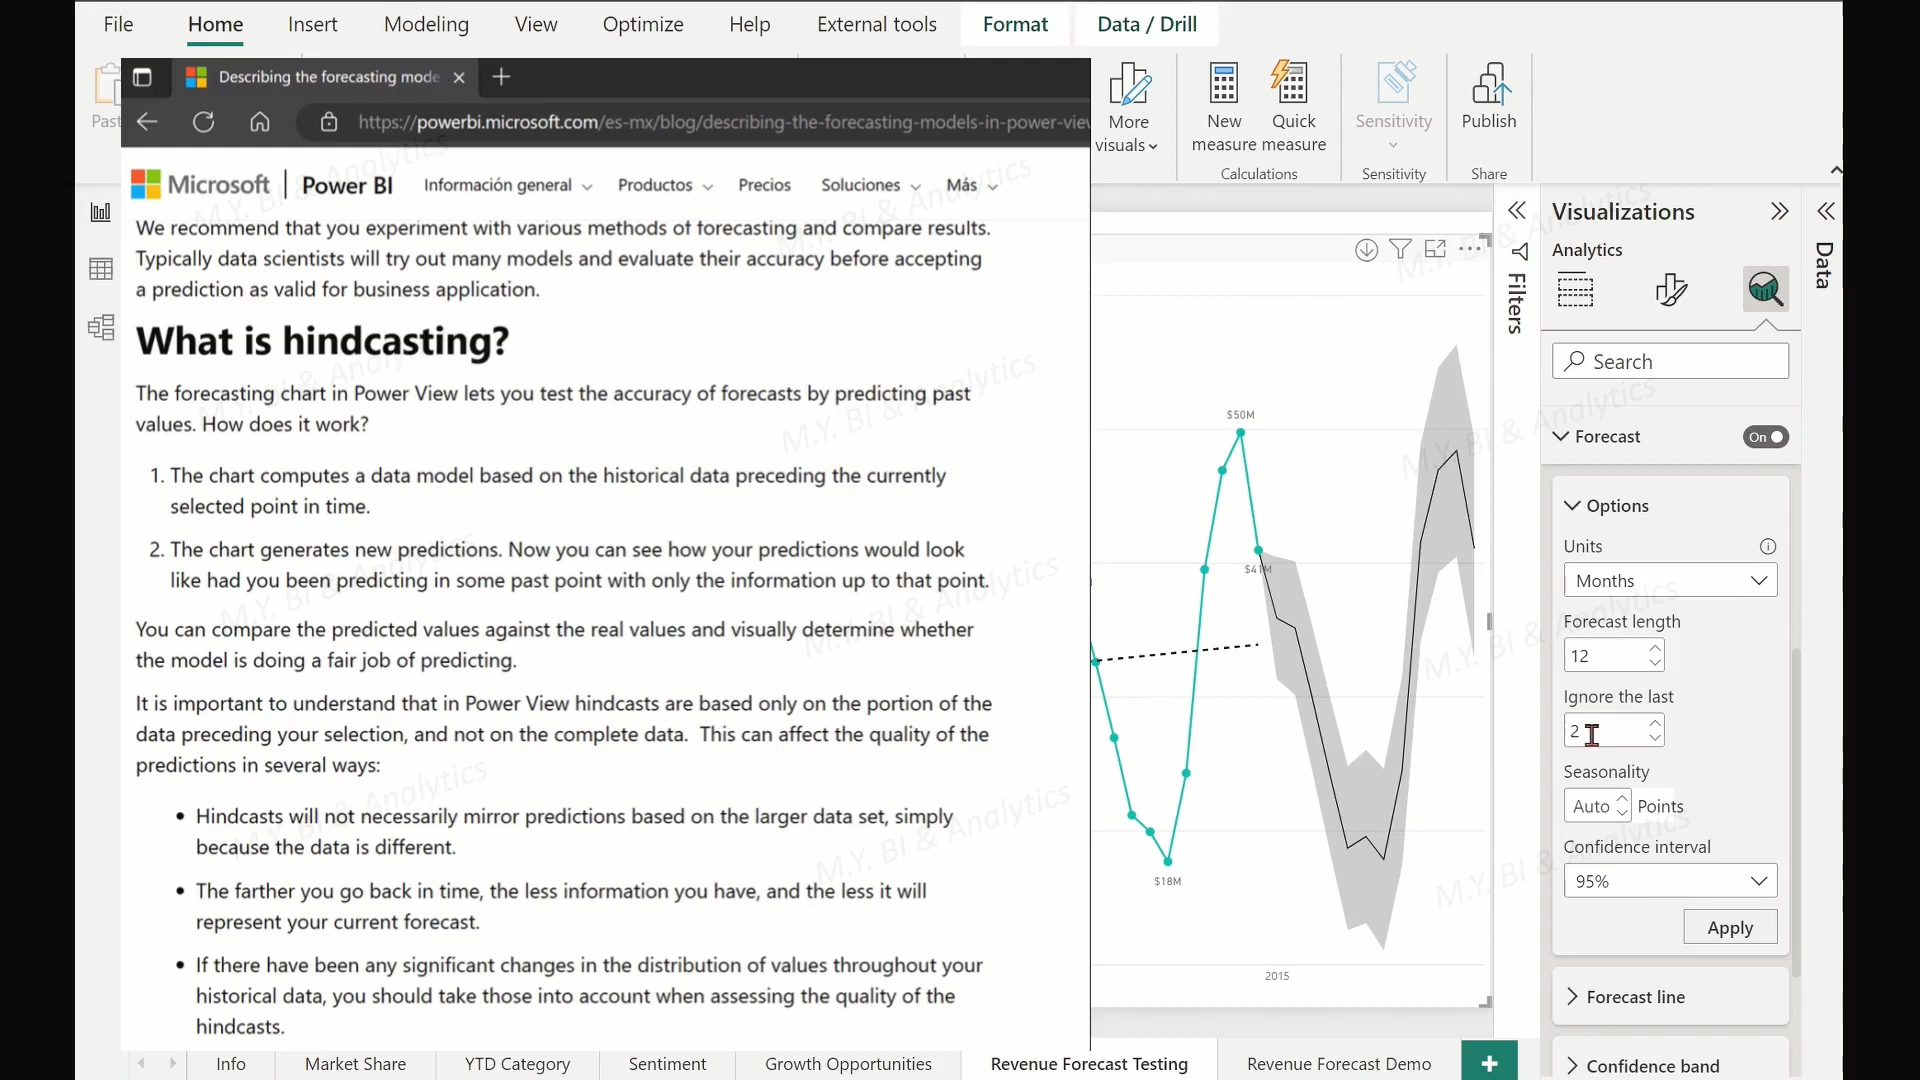 File Home Insert Modeling View Optimize Help External tools Format Data / Drill
Describing the forecasting mode
Past
https://powerbi.microsoft.com/es-mx/blog/describing-the-forecasting-models-in-power-view
More visuals
New measure
Quick measure
Calculations
Sensitivity
Sensitivity
Publish
Share
Microsoft | Power BI Información general Productos Precios Soluciones Más
We recommend that you experiment with various methods of forecasting and compare results.
Typically data scientists will try out many models and evaluate their accuracy before accepting
a prediction as valid for business application.
What is hindcasting?
The forecasting chart in Power View lets you test the accuracy of forecasts by predicting past
values. How does it work?
1. The chart computes a data model based on the historical data preceding the currently
selected point in time.
2. The chart generates new predictions. Now you can see how your predictions would look
like had you been predicting in some past point with only the information up to that point.
You can compare the predicted values against the real values and visually determine whether
the model is doing a fair job of predicting.
It is important to understand that in Power View hindcasts are based only on the portion of the
data preceding your selection, and not on the complete data. This can affect the quality of the
predictions in several ways:
• Hindcasts will not necessarily mirror predictions based on the larger data set, simply
because the data is different.
• The farther you go back in time, the less information you have, and the less it will
represent your current forecast.
• If there have been any significant changes in the distribution of values throughout your
historical data, you should take those into account when assessing the quality of the
hindcasts.
$50M
$41M
$18M
2015
Filters
Visualizations
Analytics
Search
Forecast On
Options
Units
Months
Forecast length
12
Ignore the last
2
Seasonality
Auto Points
Confidence interval
95%
Apply
Forecast line
Confidence band
Data
Info Market Share YTD Category Sentiment Growth Opportunities Revenue Forecast Testing Revenue Forecast Demo
M.Y. BI & Analytics